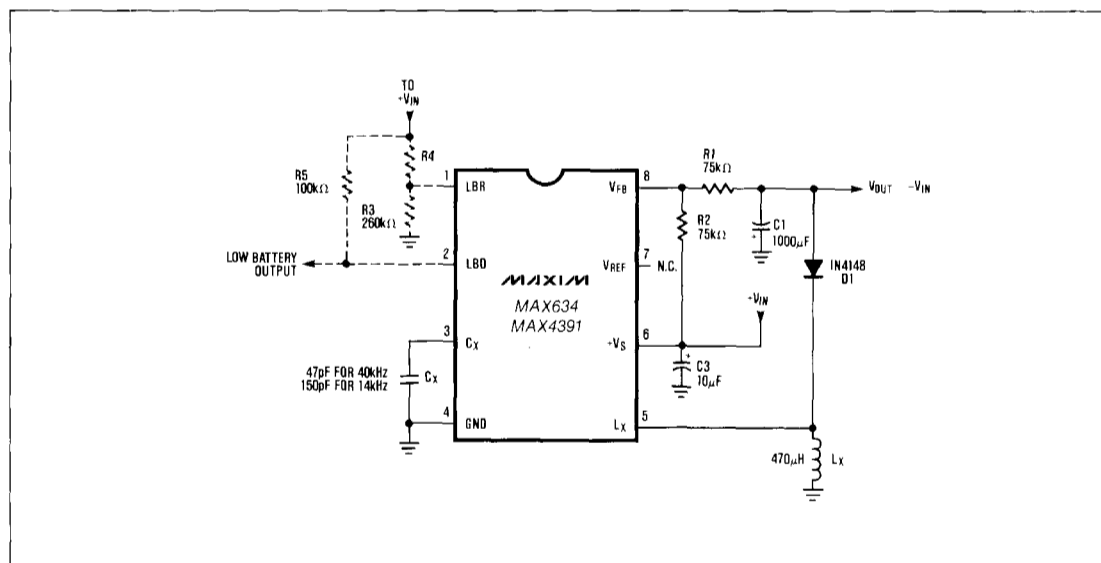 TO
+VIN
R4
R5
100kΩ
R3
260kΩ
LOW BATTERY
OUTPUT
1
LBR
2
LBD
3
CX
4
GND
47pF FOR 40kHz
150pF FOR 14kHz
CX
MAXIM
MAX634
MAX4391
8
VFB
7
VREF
N.C.
6
+VS
5
LX
R1
75kΩ
R2
75kΩ
C1
1000µF
VOUT -VIN
IN4148
D1
+VIN
C3
10µF
470µH
LX